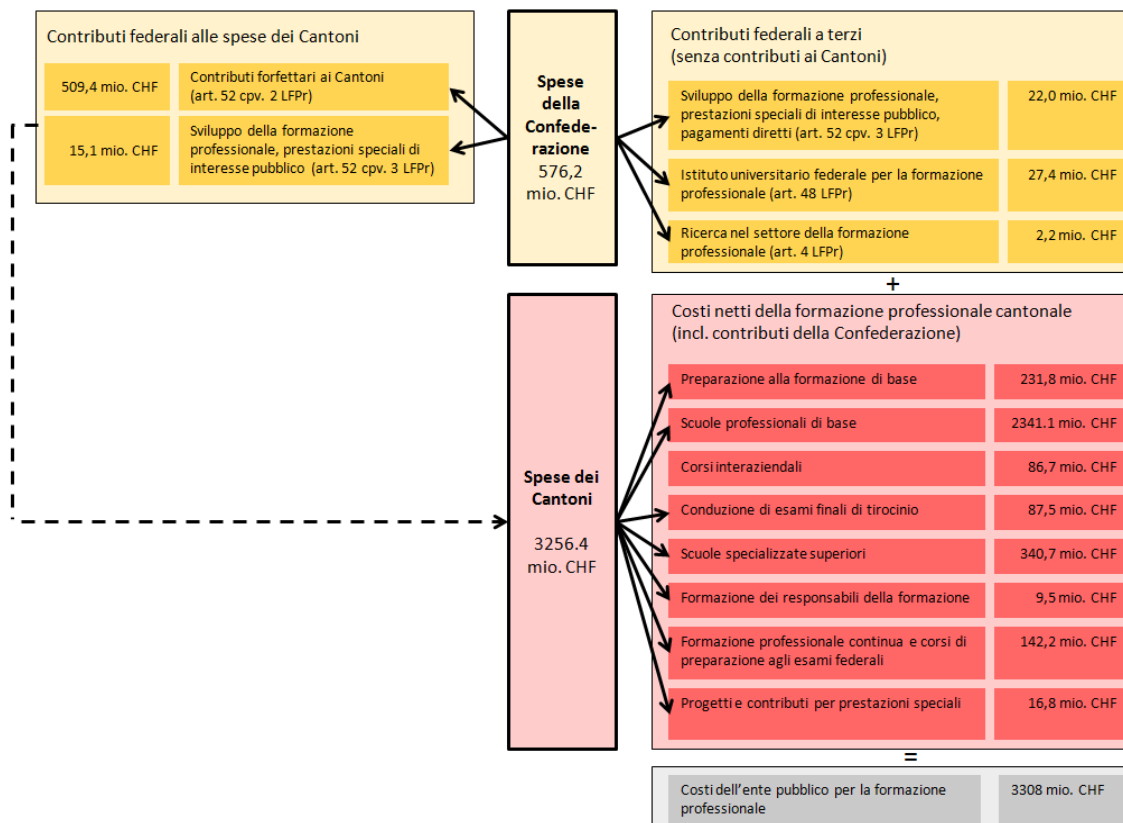 Contributi federali alle spese dei Cantoni
509,4 mio. CHF
Contributi forfettari ai Cantoni
(art. 52 cpv. 2 LFPr)
15,1 mio. CHF
Sviluppo della formazione
professionale, prestazioni speciali di
interesse pubblico (art. 52 cpv. 3 LFPr)
Spese
della
Confede-
razione
576,2
mio. CHF
Contributi federali a terzi
(senza contributi ai Cantoni)
Sviluppo della formazione professionale,
prestazioni speciali di interesse pubblico,
pagamenti diretti (art. 52 cpv. 3 LFPr)
22,0 mio. CHF
Istituto universitario federale per la formazione
professionale (art. 48 LFPr)
27,4 mio. CHF
Ricerca nel settore della formazione
professionale (art. 4 LFPr)
2,2 mio. CHF
+
Spese dei
Cantoni
3256.4
mio. CHF
Costi netti della formazione professionale cantonale
(incl. contributi della Confederazione)
Preparazione alla formazione di base
231,8 mio. CHF
Scuole professionali di base
2341.1 mio. CHF
Corsi interaziendali
86,7 mio. CHF
Conduzione di esami finali di tirocinio
87,5 mio. CHF
Scuole specializzate superiori
340,7 mio. CHF
Formazione dei responsabili della formazione
9,5 mio. CHF
Formazione professionale continua e corsi di
preparazione agli esami federali
142,2 mio. CHF
Progetti e contributi per prestazioni speciali
16,8 mio. CHF
=
Costi dell'ente pubblico per la formazione
professionale
3308 mio. CHF